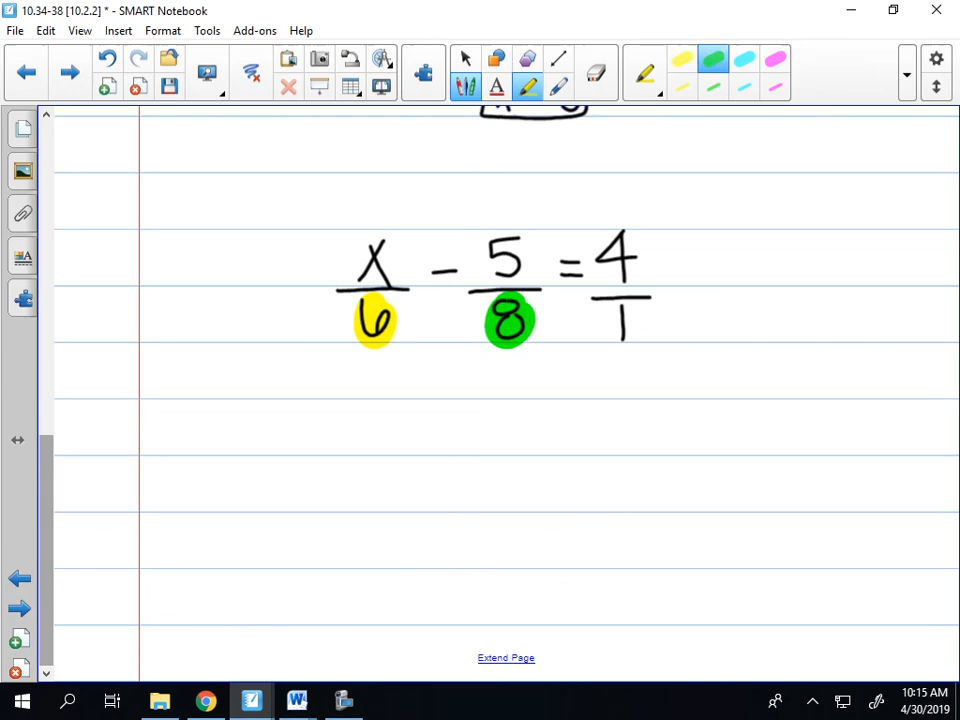 10.34-38 [10.2.2] * - SMART Notebook
File Edit View Insert Format Tools Add-ons Help
x/6 - 5/8 = 4/1
Extend Page
10:15 AM
4/30/2019